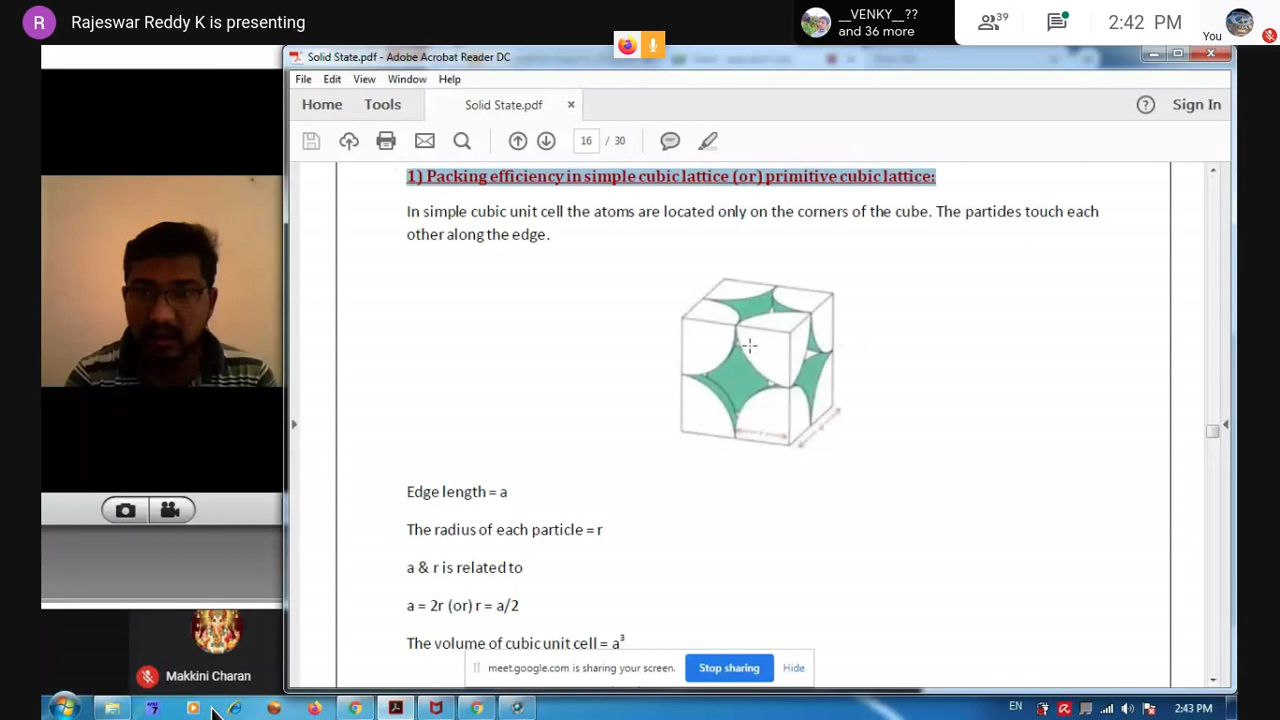 R Rajeswar Reddy K is presenting
__VENKY__??
and 36 more
39
2:42 PM
You
Solid State.pdf - Adobe Acrobat Reader DC
File Edit View Window Help
Home Tools Solid State.pdf × Sign In
16 / 30
1) Packing efficiency in simple cubic lattice (or) primitive cubic lattice:
In simple cubic unit cell the atoms are located only on the corners of the cube. The particles touch each
other along the edge.
Edge length = a
The radius of each particle = r
a & r is related to
a = 2r (or) r = a/2
The volume of cubic unit cell = a³
meet.google.com is sharing your screen. Stop sharing Hide
Makkini Charan
EN 2:43 PM